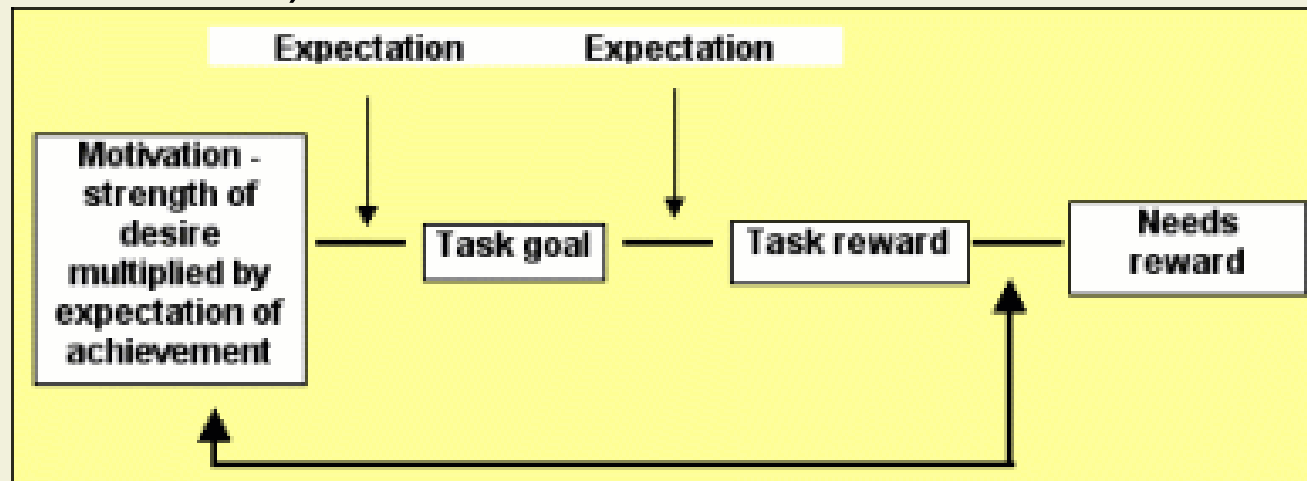 Expectation Expectation
Motivation -
strength of
desire
multiplied by
expectation of
achievement
Task goal
Task reward
Needs
reward